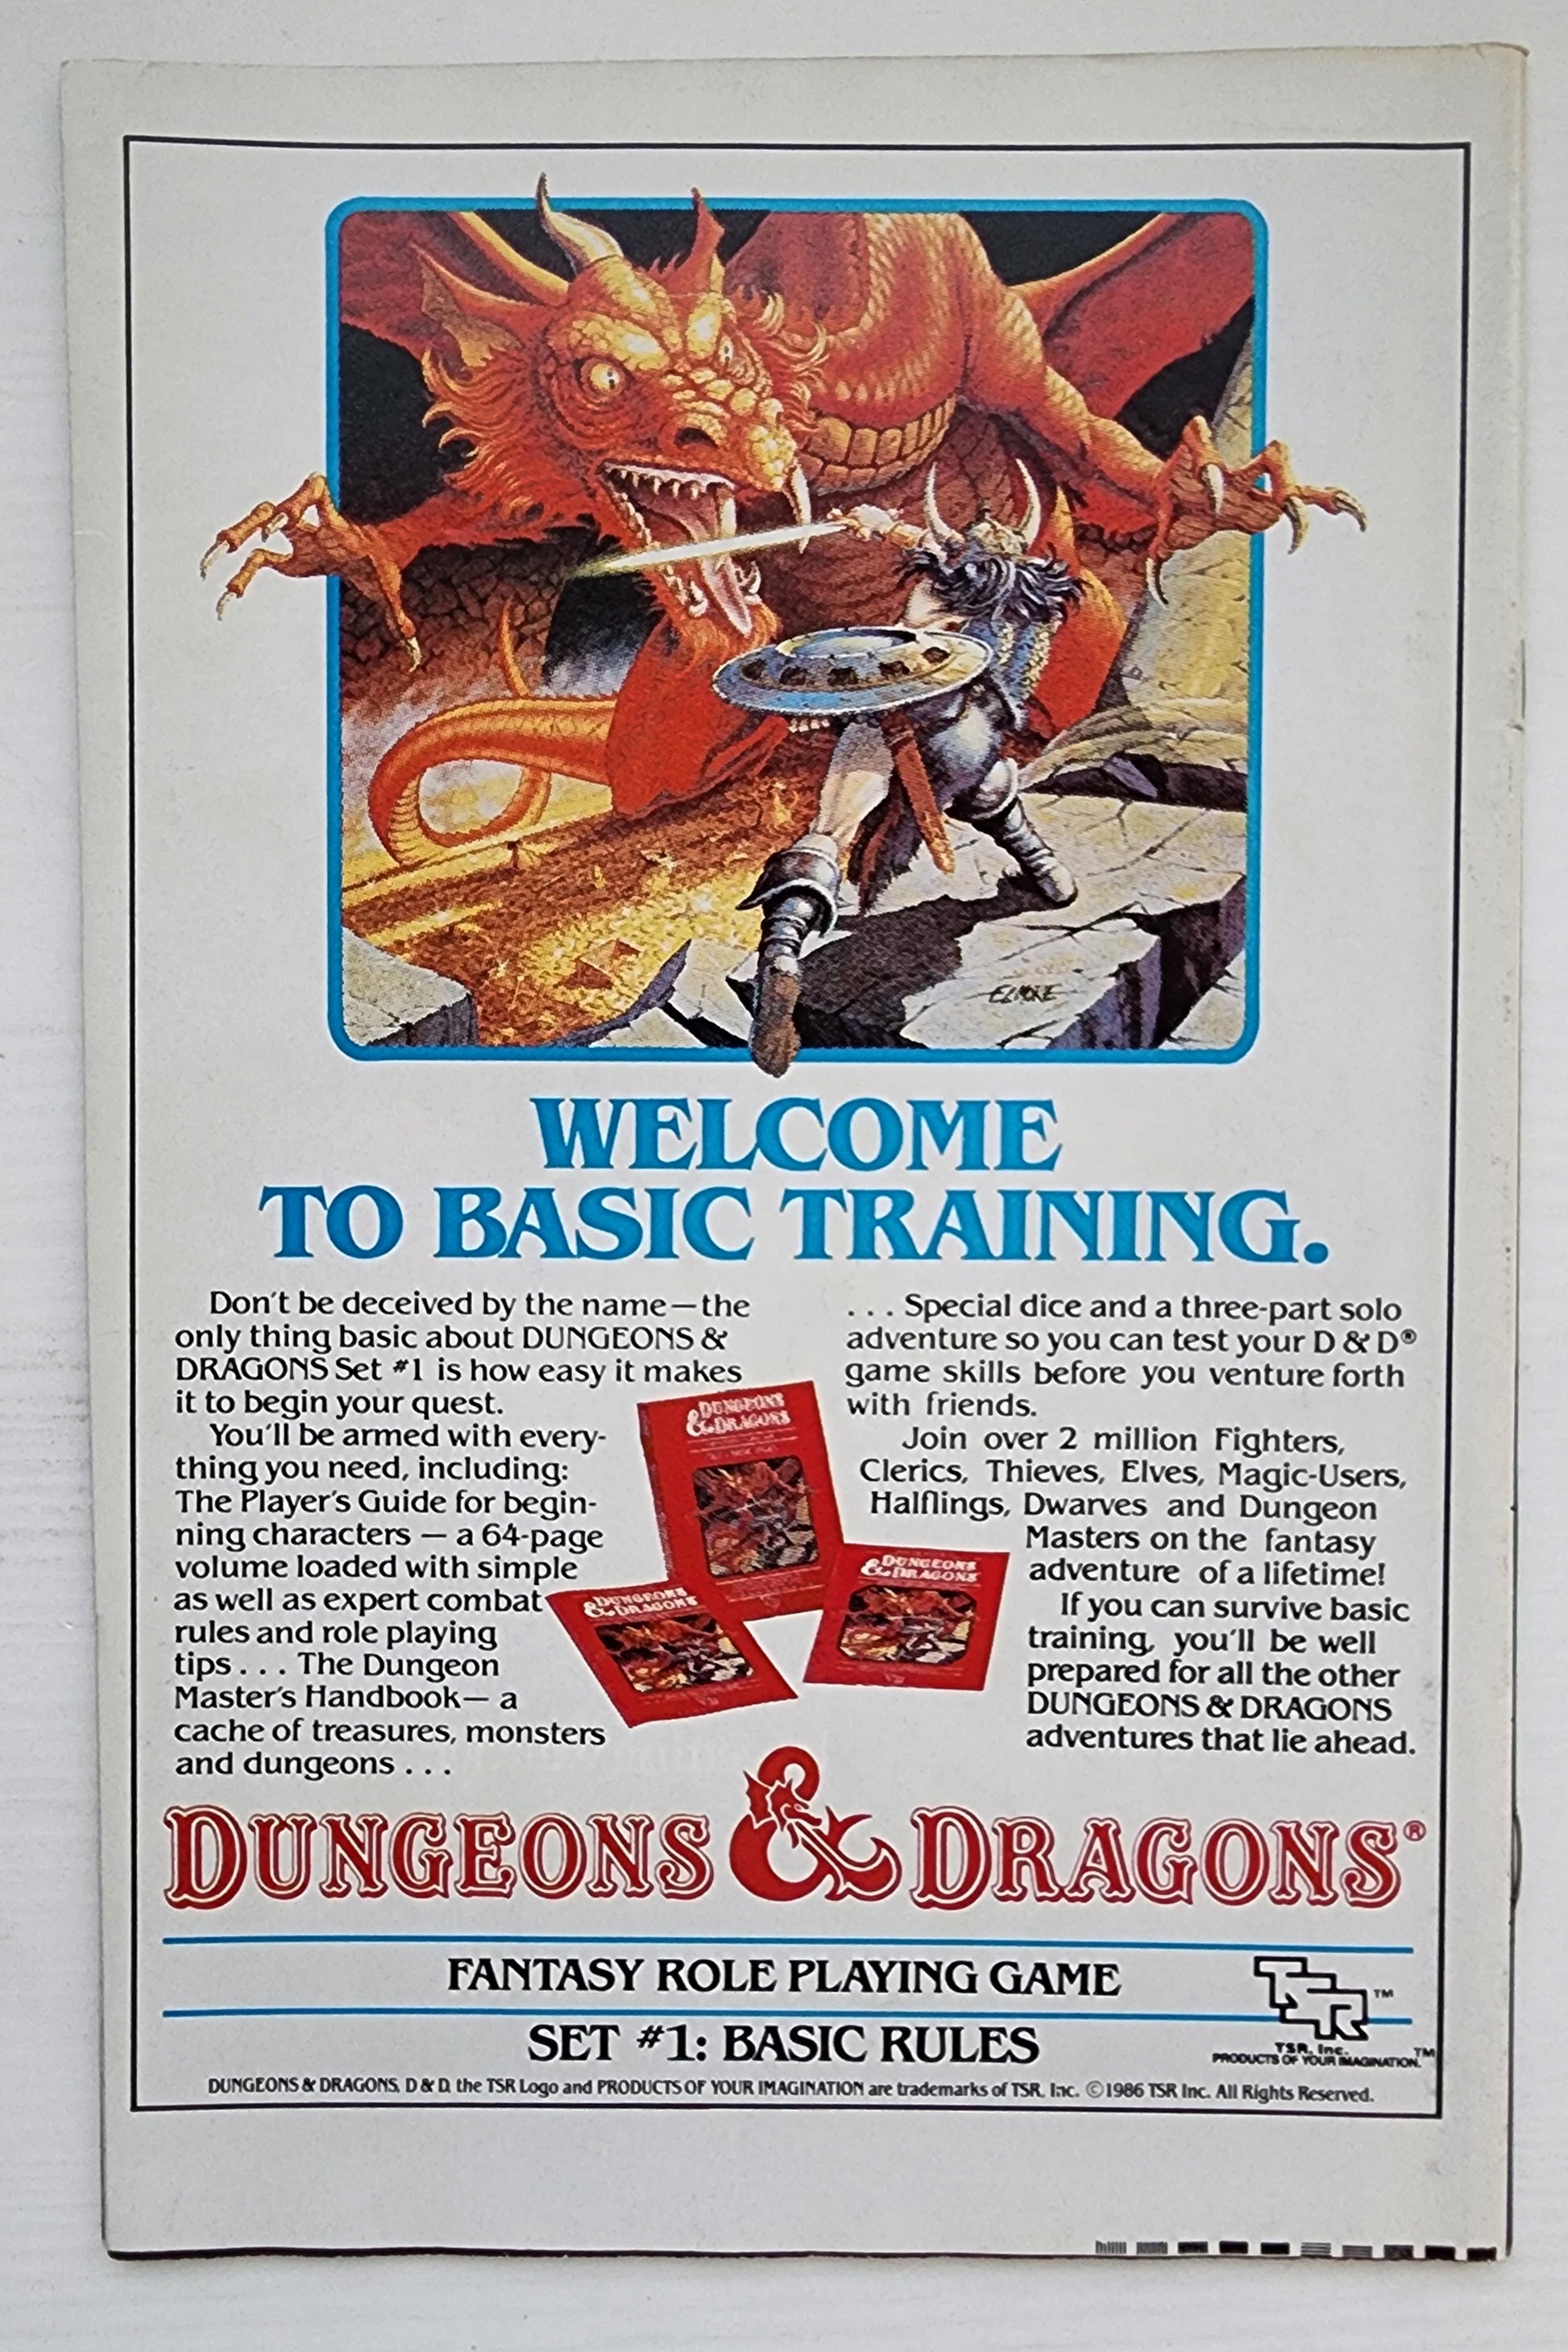 ELMORE
WELCOME
TO BASIC TRAINING.
Don't be deceived by the name—the
only thing basic about DUNGEONS &
DRAGONS Set #1 is how easy it makes
it to begin your quest.
You'll be armed with every-
thing you need, including:
The Player's Guide for begin-
ning characters — a 64-page
volume loaded with simple
as well as expert combat
rules and role playing
tips . . . The Dungeon
Master's Handbook— a
cache of treasures, monsters
and dungeons . . .
. . . Special dice and a three-part solo
adventure so you can test your D & D®
game skills before you venture forth
with friends.
Join over 2 million Fighters,
Clerics, Thieves, Elves, Magic-Users,
Halflings, Dwarves and Dungeon
Masters on the fantasy
adventure of a lifetime!
If you can survive basic
training, you'll be well
prepared for all the other
DUNGEONS & DRAGONS
adventures that lie ahead.
DUNGEONS
& DRAGONS
DUNGEONS
& DRAGONS
DUNGEONS
& DRAGONS
DUNGEONS & DRAGONS®
FANTASY ROLE PLAYING GAME
SET #1: BASIC RULES
TSR™
TSR, Inc.
PRODUCTS OF YOUR IMAGINATION.™
DUNGEONS & DRAGONS, D & D, the TSR Logo and PRODUCTS OF YOUR IMAGINATION are trademarks of TSR, Inc. ©1986 TSR Inc. All Rights Reserved.